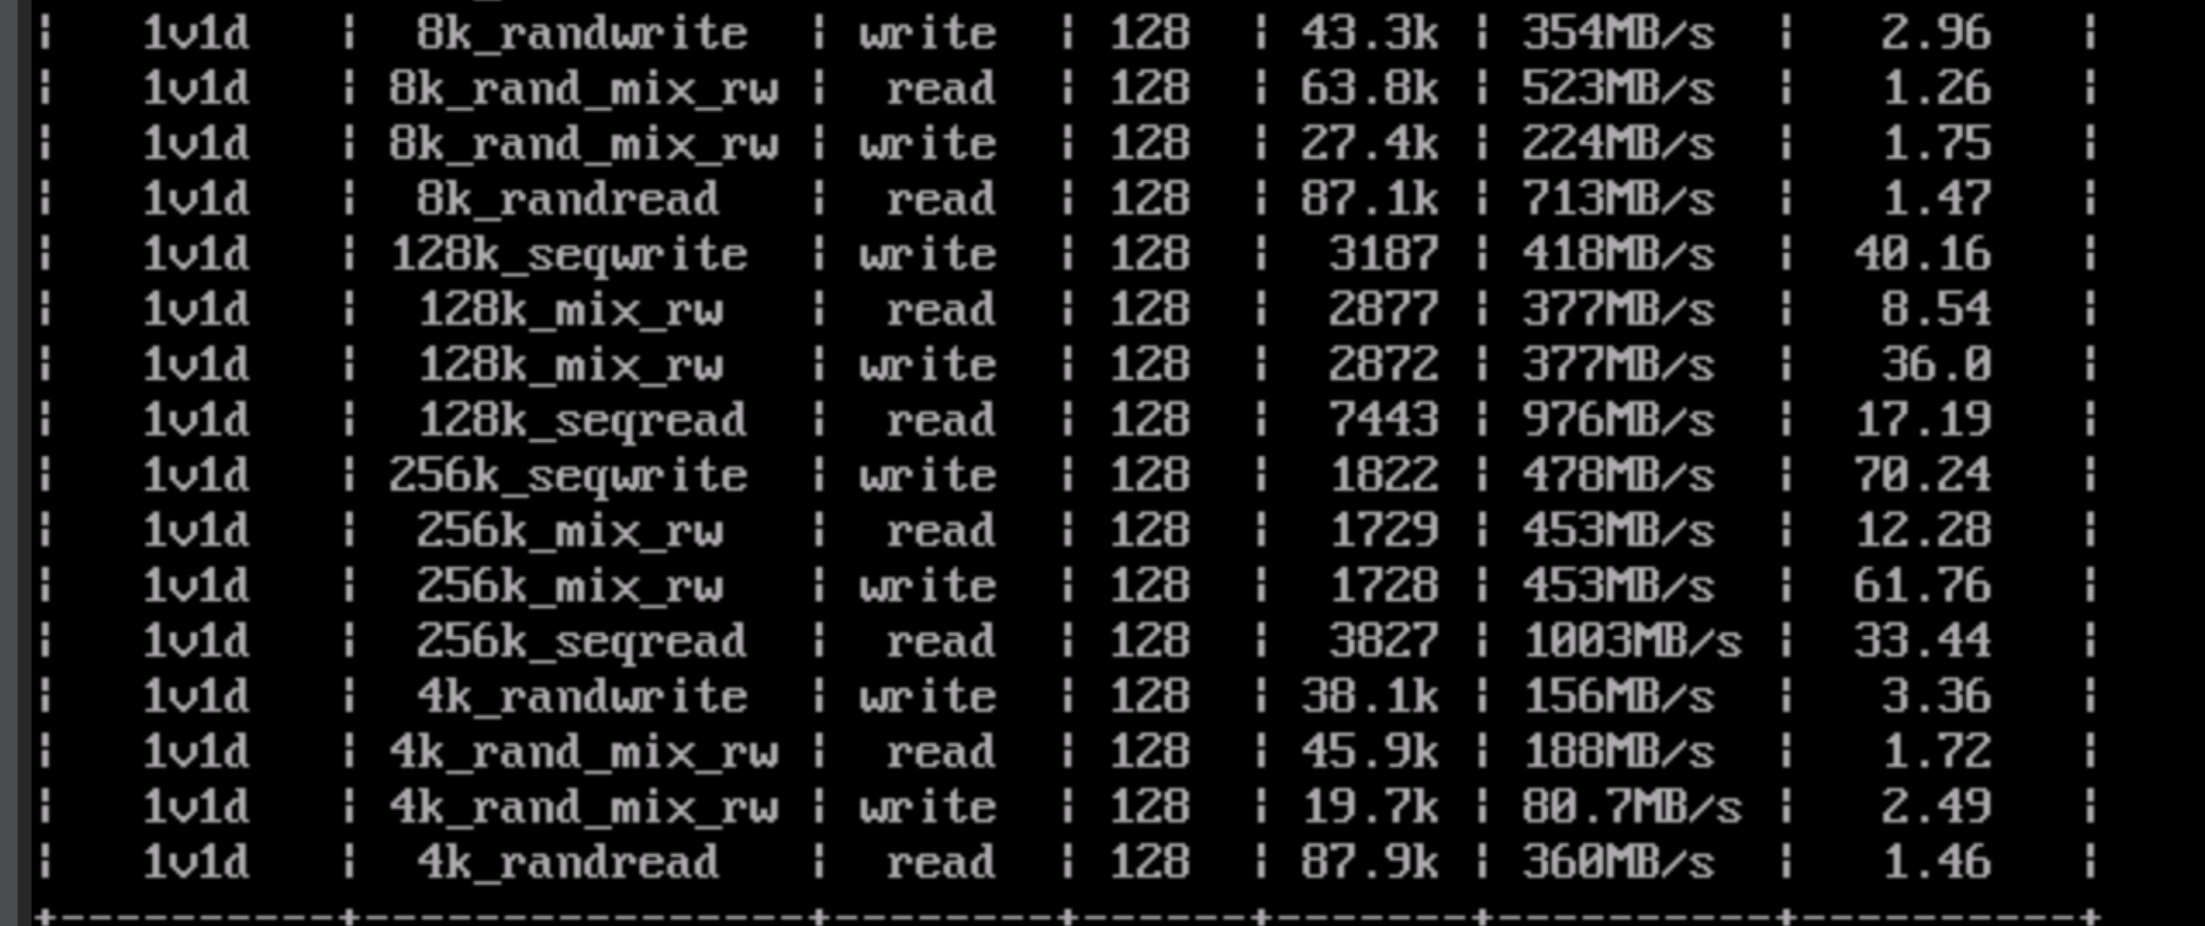 ¦ 1v1d ¦ 8k_randwrite ¦ write ¦ 128 ¦ 43.3k ¦ 354MB/s ¦ 2.96 ¦
¦ 1v1d ¦ 8k_rand_mix_rw ¦ read ¦ 128 ¦ 63.8k ¦ 523MB/s ¦ 1.26 ¦
¦ 1v1d ¦ 8k_rand_mix_rw ¦ write ¦ 128 ¦ 27.4k ¦ 224MB/s ¦ 1.75 ¦
¦ 1v1d ¦ 8k_randread ¦ read ¦ 128 ¦ 87.1k ¦ 713MB/s ¦ 1.47 ¦
¦ 1v1d ¦ 128k_seqwrite ¦ write ¦ 128 ¦ 3187 ¦ 418MB/s ¦ 40.16 ¦
¦ 1v1d ¦ 128k_mix_rw ¦ read ¦ 128 ¦ 2877 ¦ 377MB/s ¦ 8.54 ¦
¦ 1v1d ¦ 128k_mix_rw ¦ write ¦ 128 ¦ 2872 ¦ 377MB/s ¦ 36.0 ¦
¦ 1v1d ¦ 128k_seqread ¦ read ¦ 128 ¦ 7443 ¦ 976MB/s ¦ 17.19 ¦
¦ 1v1d ¦ 256k_seqwrite ¦ write ¦ 128 ¦ 1822 ¦ 478MB/s ¦ 70.24 ¦
¦ 1v1d ¦ 256k_mix_rw ¦ read ¦ 128 ¦ 1729 ¦ 453MB/s ¦ 12.28 ¦
¦ 1v1d ¦ 256k_mix_rw ¦ write ¦ 128 ¦ 1728 ¦ 453MB/s ¦ 61.76 ¦
¦ 1v1d ¦ 256k_seqread ¦ read ¦ 128 ¦ 3827 ¦ 1003MB/s ¦ 33.44 ¦
¦ 1v1d ¦ 4k_randwrite ¦ write ¦ 128 ¦ 38.1k ¦ 156MB/s ¦ 3.36 ¦
¦ 1v1d ¦ 4k_rand_mix_rw ¦ read ¦ 128 ¦ 45.9k ¦ 188MB/s ¦ 1.72 ¦
¦ 1v1d ¦ 4k_rand_mix_rw ¦ write ¦ 128 ¦ 19.7k ¦ 80.7MB/s ¦ 2.49 ¦
¦ 1v1d ¦ 4k_randread ¦ read ¦ 128 ¦ 87.9k ¦ 360MB/s ¦ 1.46 ¦
+-----------+----------------+--------+------+-------+----------+----------+